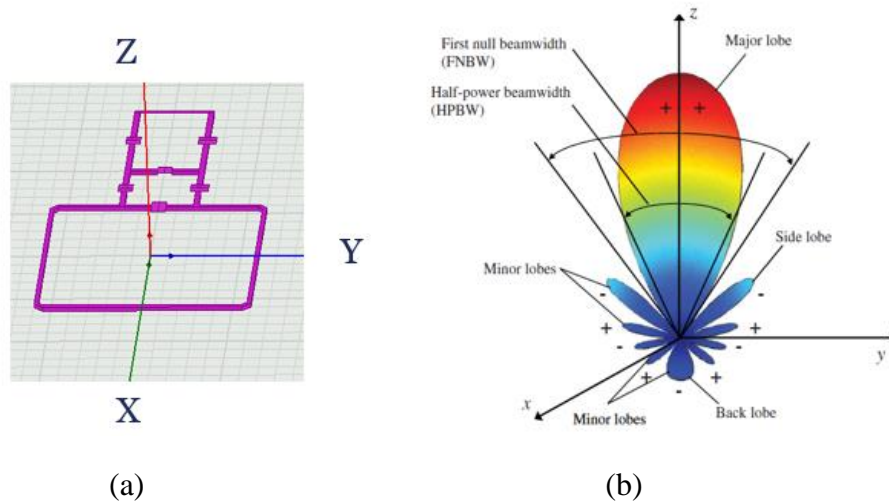 Z
Y
X
(a)
First null beamwidth
(FNBW)
Half-power beamwidth
(HPBW)
z
Major lobe
+ +
Side lobe
Minor lobes
- -
+ +
- -
+ +
-
y
x
Minor lobes
Back lobe
(b)